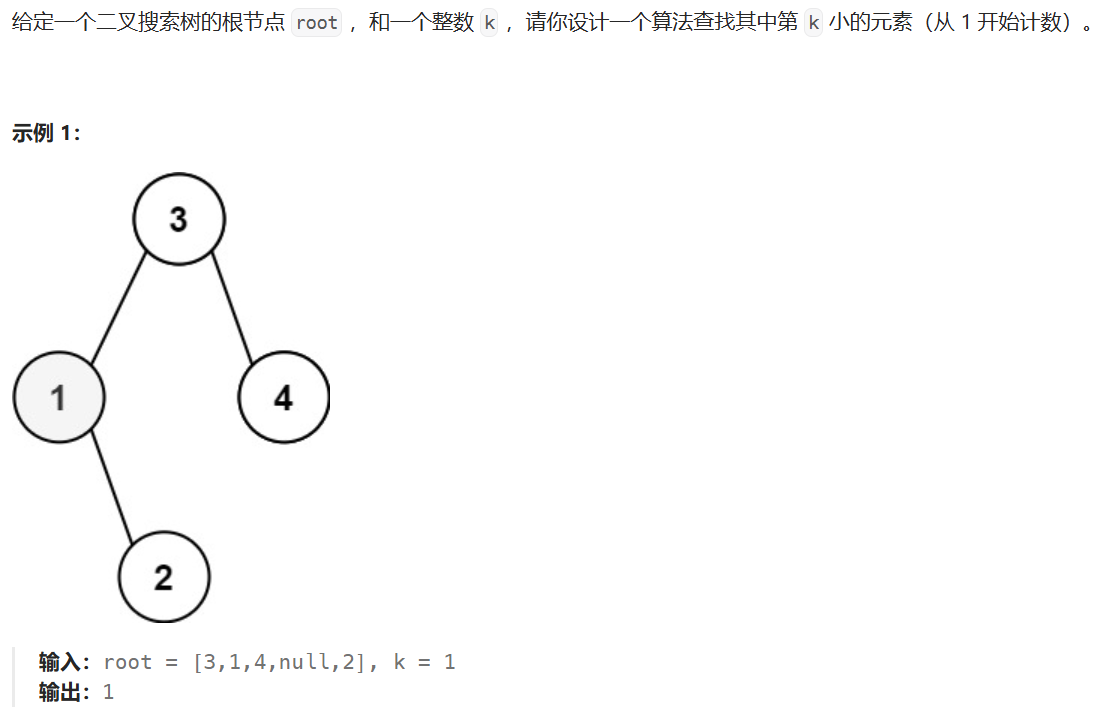 给定一个二叉搜索树的根节点 root ，和一个整数 k ，请你设计一个算法查找其中第 k 小的元素（从 1 开始计数）。
示例 1：
3
1
4
2
输入：root = [3,1,4,null,2], k = 1
输出：1